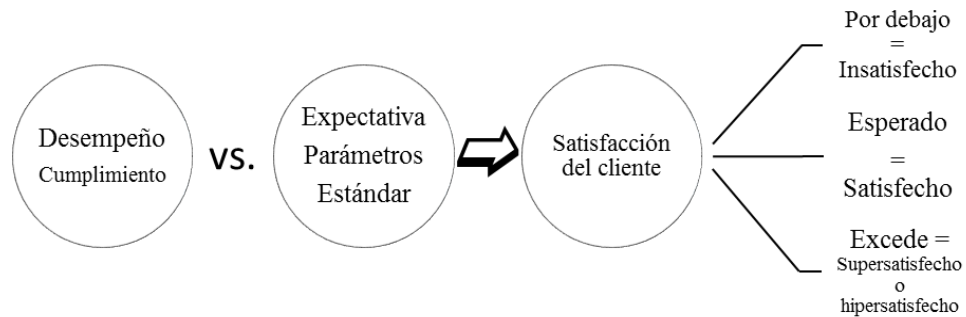 Desempeño
Cumplimiento
vs.
Expectativa
Parámetros
Estándar
Satisfacción
del cliente
Por debajo
=
Insatisfecho
Esperado
=
Satisfecho
Excede =
Supersatisfecho
o
hipersatisfecho